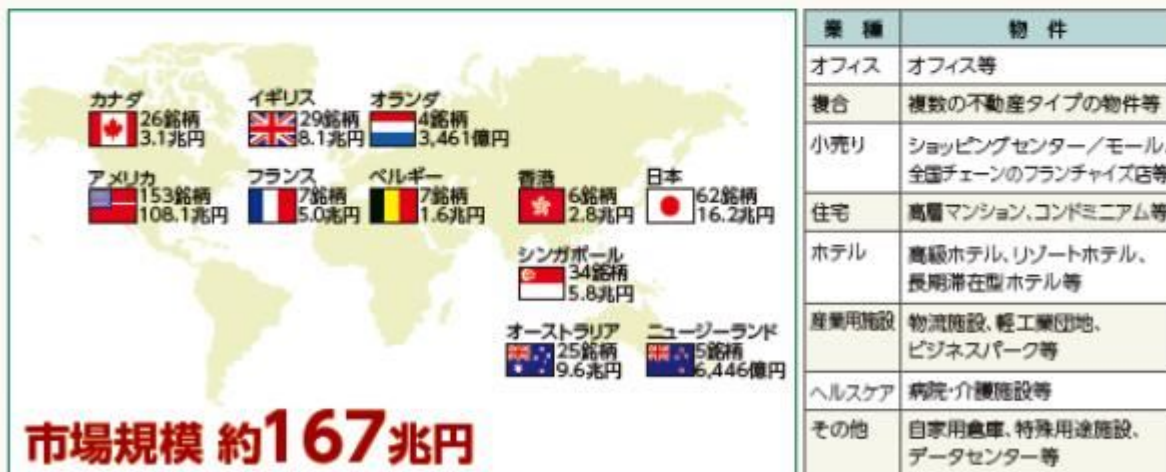 カナダ
26銘柄
3.1兆円
イギリス
29銘柄
8.1兆円
オランダ
4銘柄
3,461億円
アメリカ
153銘柄
108.1兆円
フランス
7銘柄
5.0兆円
ベルギー
7銘柄
1.6兆円
香港
6銘柄
2.8兆円
日本
62銘柄
16.2兆円
シンガポール
34銘柄
5.8兆円
オーストラリア
25銘柄
9.6兆円
ニュージーランド
5銘柄
6,446億円
市場規模 約167兆円
業種 物件
オフィス オフィス等
複合 複数の不動産タイプの物件等
小売り ショッピングセンター/モール、
全国チェーンのフランチャイズ店等
住宅 高層マンション、コンドミニアム等
ホテル 高級ホテル、リゾートホテル、
長期滞在型ホテル等
産業用施設 物流施設、軽工業団地、
ビジネスパーク等
ヘルスケア 病院・介護施設等
その他 自家用倉庫、特殊用途施設、
データセンター等